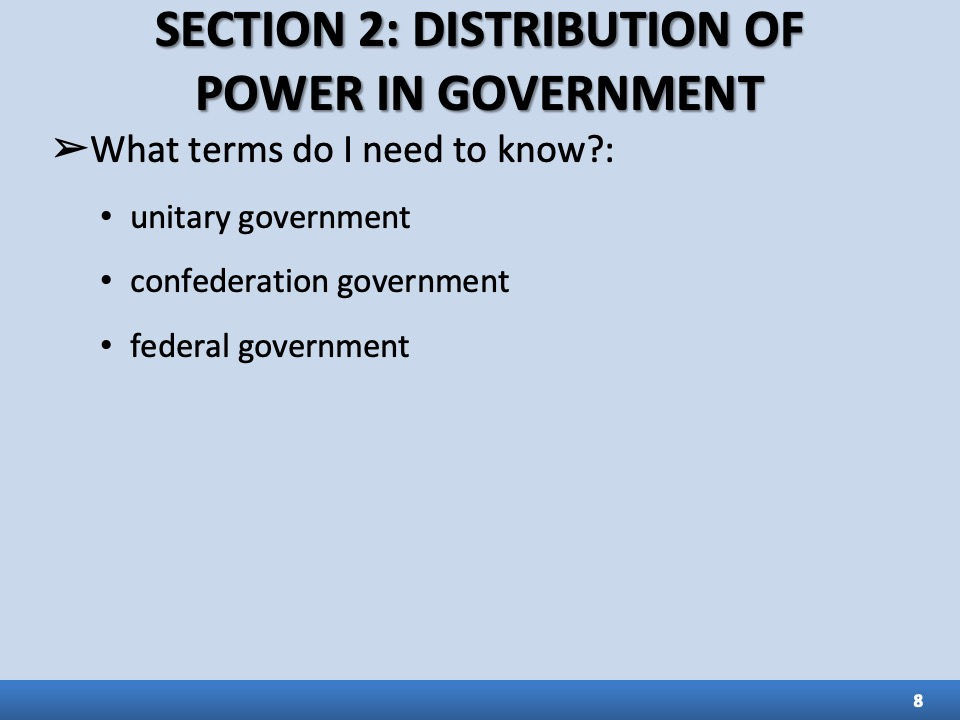 SECTION 2: DISTRIBUTION OF
POWER IN GOVERNMENT
➢What terms do I need to know?:
• unitary government
• confederation government
• federal government
8